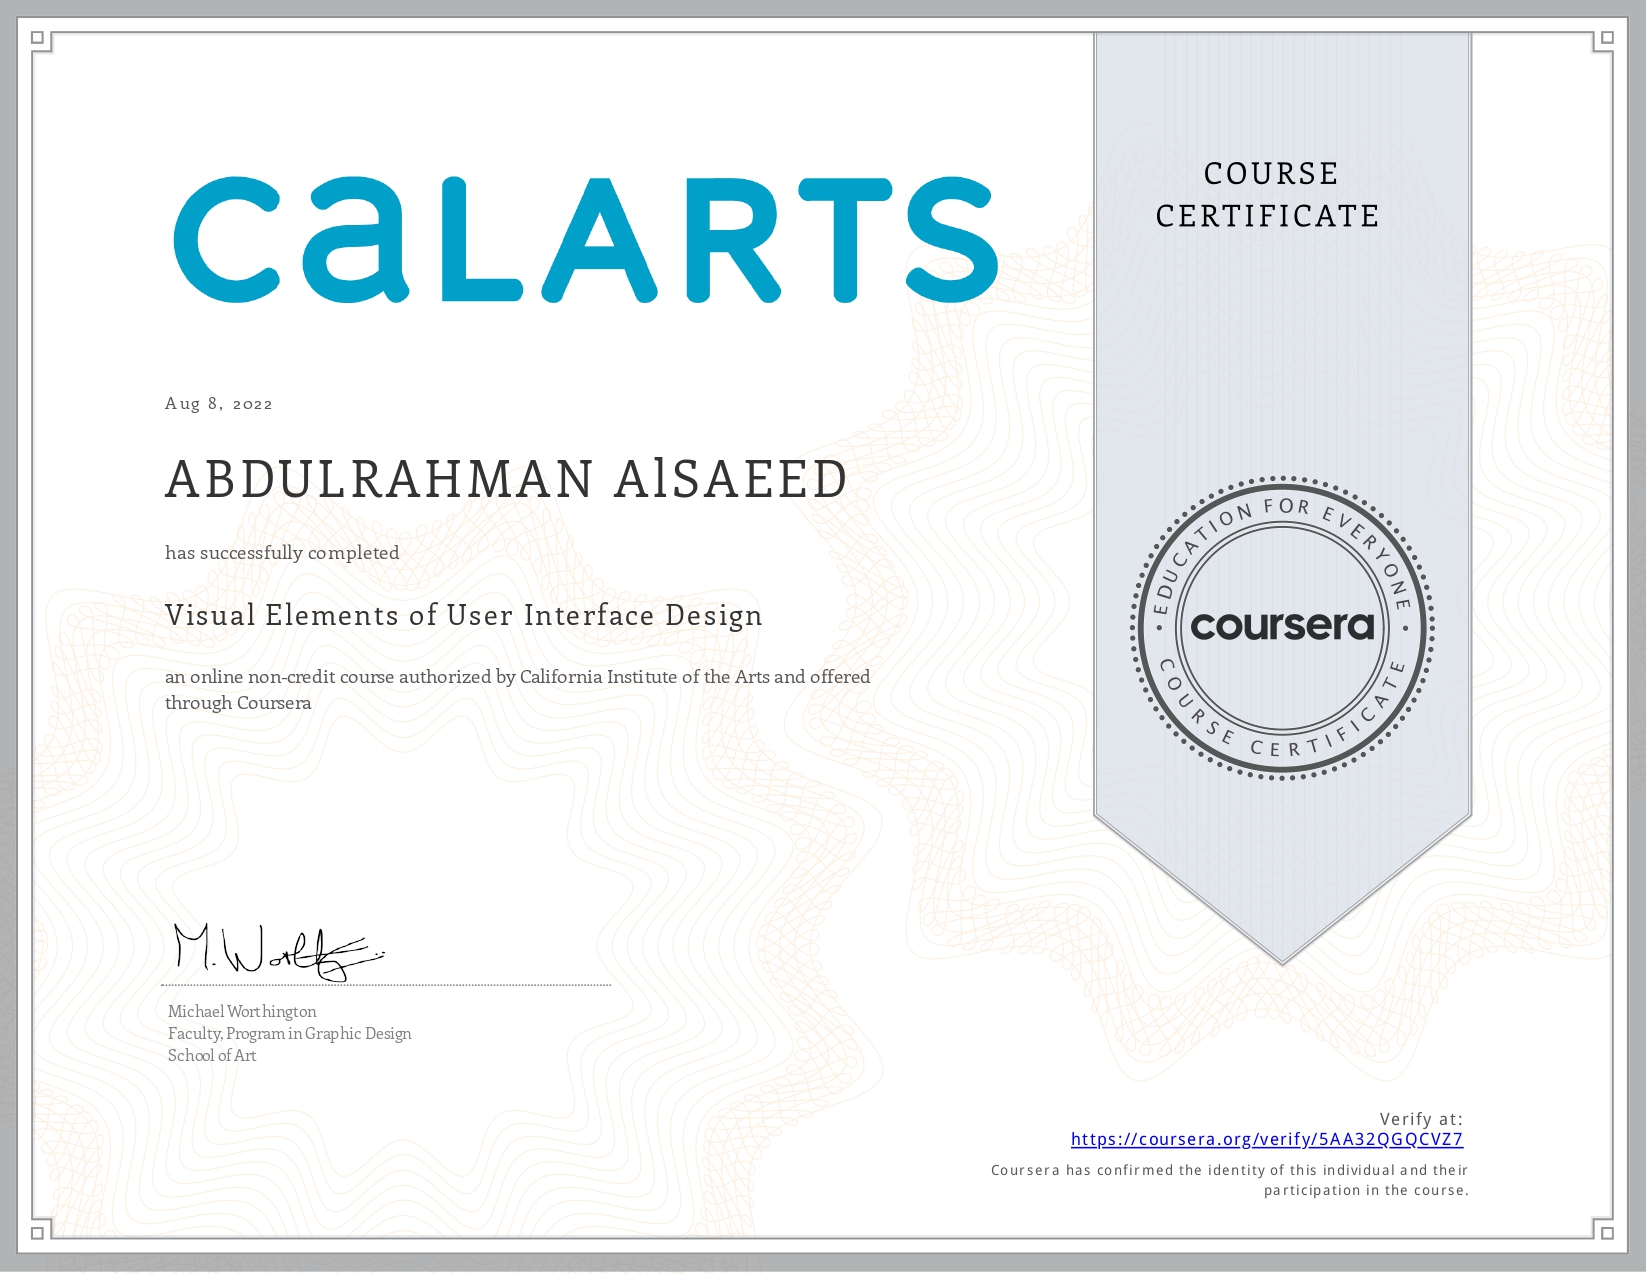 CALARTS
COURSE
CERTIFICATE
Aug 8, 2022
ABDULRAHMAN AlSAEED
has successfully completed
Visual Elements of User Interface Design
an online non-credit course authorized by California Institute of the Arts and offered
through Coursera
EDUCATION FOR EVERYONE
coursera
COURSE CERTIFICATE
M. Worth
Michael Worthington
Faculty, Program in Graphic Design
School of Art
Verify at:
https://coursera.org/verify/5AA32QGQCVZ7
Coursera has confirmed the identity of this individual and their
participation in the course.